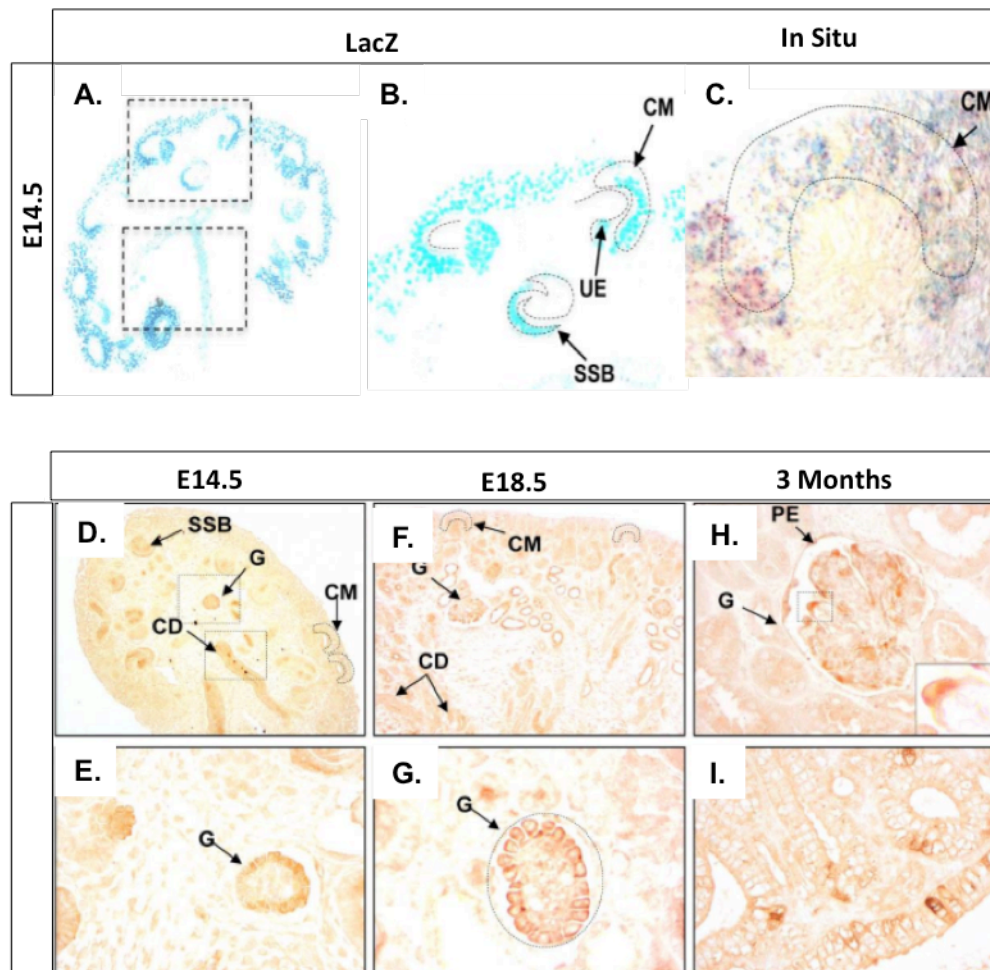 LacZ In Situ
E14.5
A. B. C.
CM CM
UE
SSB
E14.5 E18.5 3 Months
D. F. H.
SSB G CD CM
CM G CD
PE G
E. G. I.
G G